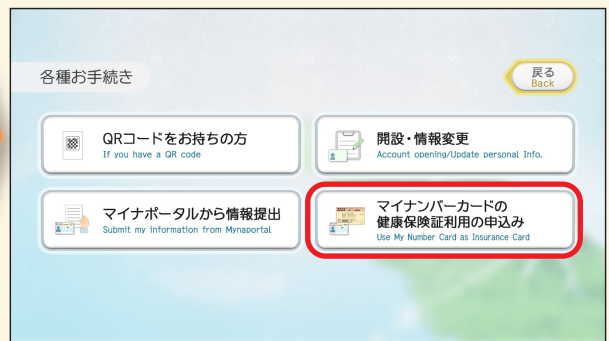 各種お手続き
戻る
Back
QRコードをお持ちの方
If you have a QR code
開設・情報変更
Account opening/Update personal Info.
マイナポータルから情報提出
Submit my information from Mynaportal
マイナンバーカードの
健康保険証利用の申込み
Use My Number Card as Insurance Card